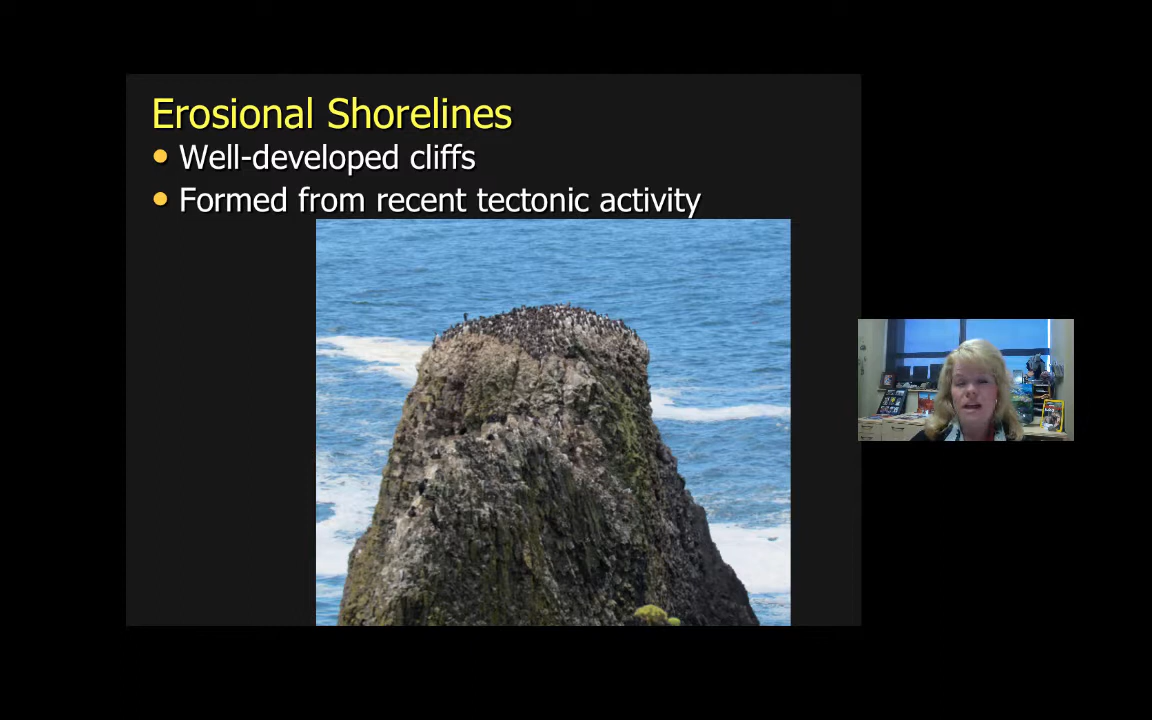 Erosional Shorelines
Well-developed cliffs
Formed from recent tectonic activity